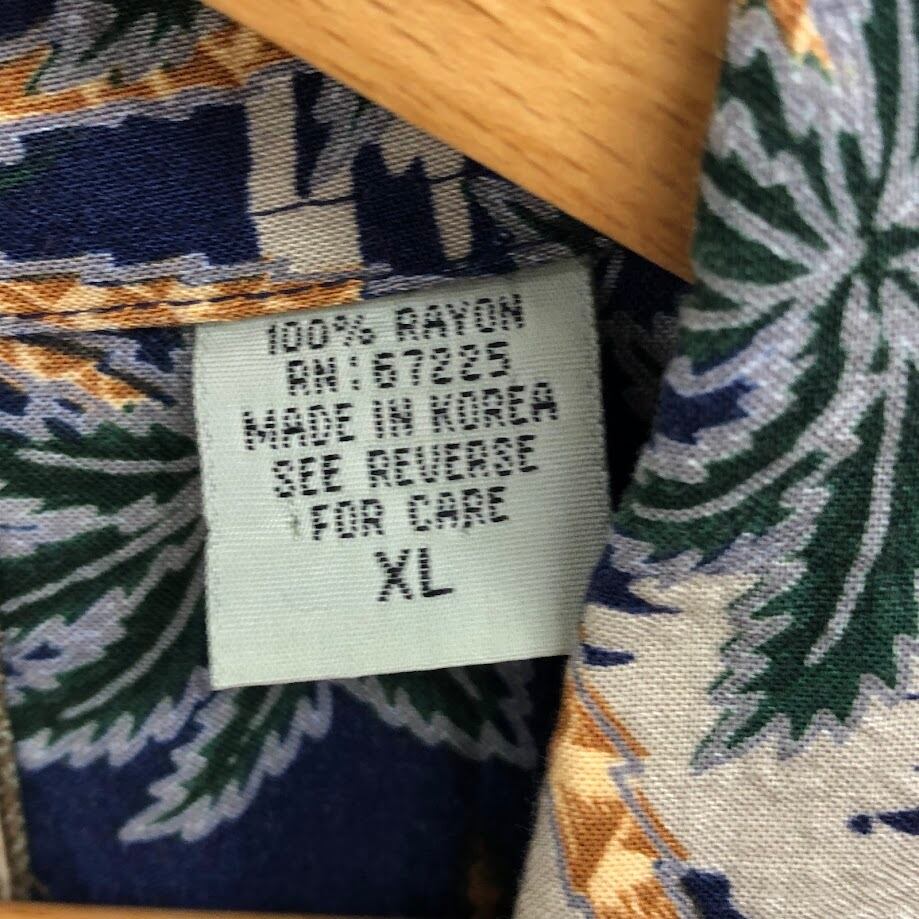 100% RAYON
RN:67225
MADE IN KOREA
SEE REVERSE
FOR CARE
XL